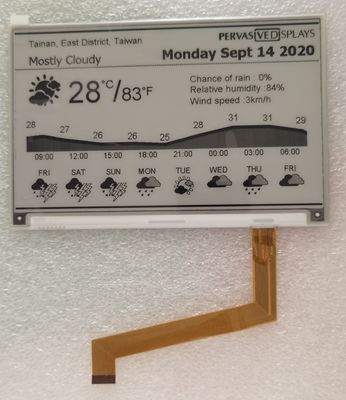 PERVASIVE DISPLAYS
Tainan, East District, Taiwan
Mostly Cloudy
Monday Sept 14 2020
28°C/83°F
Chance of rain : 0%
Relative humidity :84%
Wind speed :3km/h
28 27 26 26 25 28 31 31 29
09:00 12:00 15:00 18:00 21:00 00:00 03:00 06:00
FRI SAT SUN MON TUE WED THU FRI